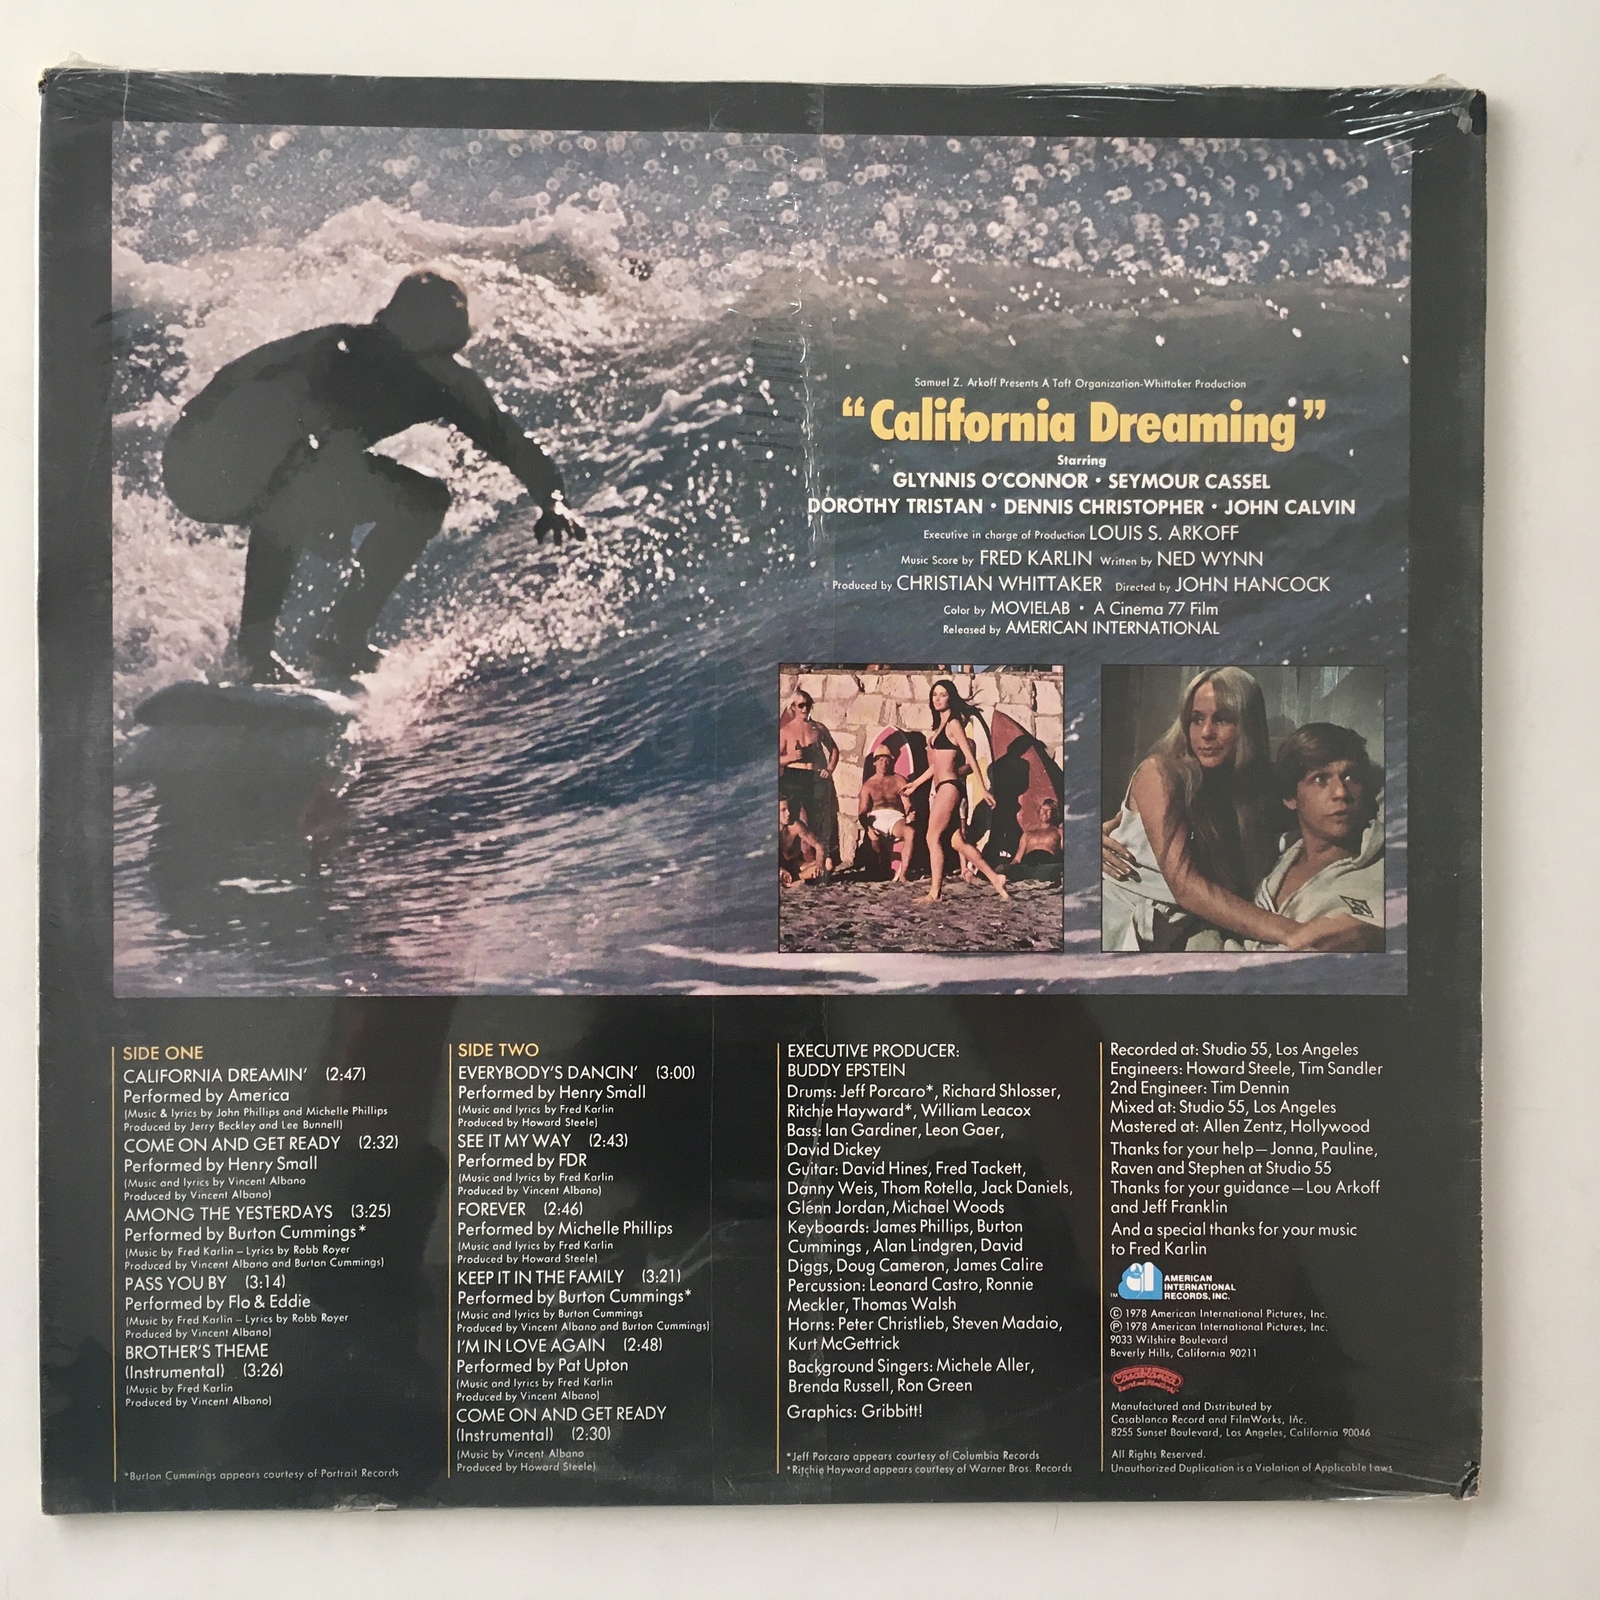 Samuel Z. Arkoff Presents A Taft Organization-Whittaker Production
“California Dreaming”
Starring
GLYNNIS O’CONNOR • SEYMOUR CASSEL
DOROTHY TRISTAN • DENNIS CHRISTOPHER • JOHN CALVIN
Executive in charge of Production LOUIS S. ARKOFF
Music Score by FRED KARLIN Written by NED WYNN
Produced by CHRISTIAN WHITTAKER Directed by JOHN HANCOCK
Color by MOVIELAB • A Cinema 77 Film
Released by AMERICAN INTERNATIONAL
SIDE ONE
CALIFORNIA DREAMIN’ (2:47)
Performed by America
(Music & lyrics by John Phillips and Michelle Phillips
Produced by Jerry Beckley and Lee Bunnell)
COME ON AND GET READY (2:32)
Performed by Henry Small
(Music and lyrics by Vincent Albano
Produced by Vincent Albano)
AMONG THE YESTERDAYS (3:25)
Performed by Burton Cummings*
(Music by Fred Karlin – Lyrics by Robb Royer
Produced by Vincent Albano and Burton Cummings)
PASS YOU BY (3:14)
Performed by Flo & Eddie
(Music by Fred Karlin – Lyrics by Robb Royer
Produced by Vincent Albano)
BROTHER’S THEME
(Instrumental) (3:26)
(Music by Fred Karlin
Produced by Vincent Albano)
*Burton Cummings appears courtesy of Portrait Records
SIDE TWO
EVERYBODY’S DANCIN’ (3:00)
Performed by Henry Small
(Music and lyrics by Fred Karlin
Produced by Howard Steele)
SEE IT MY WAY (2:43)
Performed by FDR
(Music and lyrics by Fred Karlin
Produced by Vincent Albano)
FOREVER (2:46)
Performed by Michelle Phillips
(Music and lyrics by Fred Karlin
Produced by Howard Steele)
KEEP IT IN THE FAMILY (3:21)
Performed by Burton Cummings*
(Music and lyrics by Burton Cummings
Produced by Vincent Albano and Burton Cummings)
I’M IN LOVE AGAIN (2:48)
Performed by Pat Upton
(Music and lyrics by Fred Karlin
Produced by Vincent Albano)
COME ON AND GET READY
(Instrumental) (2:30)
(Music by Vincent Albano
Produced by Howard Steele)
EXECUTIVE PRODUCER:
BUDDY EPSTEIN
Drums: Jeff Porcaro*, Richard Shlosser,
Ritchie Hayward*, William Leacox
Bass: Ian Gardiner, Leon Gaer,
David Dickey
Guitar: David Hines, Fred Tackett,
Danny Weis, Thom Rotella, Jack Daniels,
Glenn Jordan, Michael Woods
Keyboards: James Phillips, Burton
Cummings , Alan Lindgren, David
Diggs, Doug Cameron, James Calire
Percussion: Leonard Castro, Ronnie
Meckler, Thomas Walsh
Horns: Peter Christlieb, Steven Madaio,
Kurt McGettrick
Background Singers: Michele Aller,
Brenda Russell, Ron Green
Graphics: Gribbitt!
*Jeff Porcaro appears courtesy of Columbia Records
*Ritchie Hayward appears courtesy of Warner Bros. Records
Recorded at: Studio 55, Los Angeles
Engineers: Howard Steele, Tim Sandler
2nd Engineer: Tim Dennin
Mixed at: Studio 55, Los Angeles
Mastered at: Allen Zentz, Hollywood
Thanks for your help—Jonna, Pauline,
Raven and Stephen at Studio 55
Thanks for your guidance—Lou Arkoff
and Jeff Franklin
And a special thanks for your music
to Fred Karlin
ai
TM
AMERICAN
INTERNATIONAL
RECORDS, INC.
© 1978 American International Pictures, Inc.
℗ 1978 American International Pictures, Inc.
9033 Wilshire Boulevard
Beverly Hills, California 90211
Casablanca
Record and FilmWorks
Manufactured and Distributed by
Casablanca Record and FilmWorks, Inc.
8255 Sunset Boulevard, Los Angeles, California 90046
All Rights Reserved.
Unauthorized Duplication is a Violation of Applicable Laws